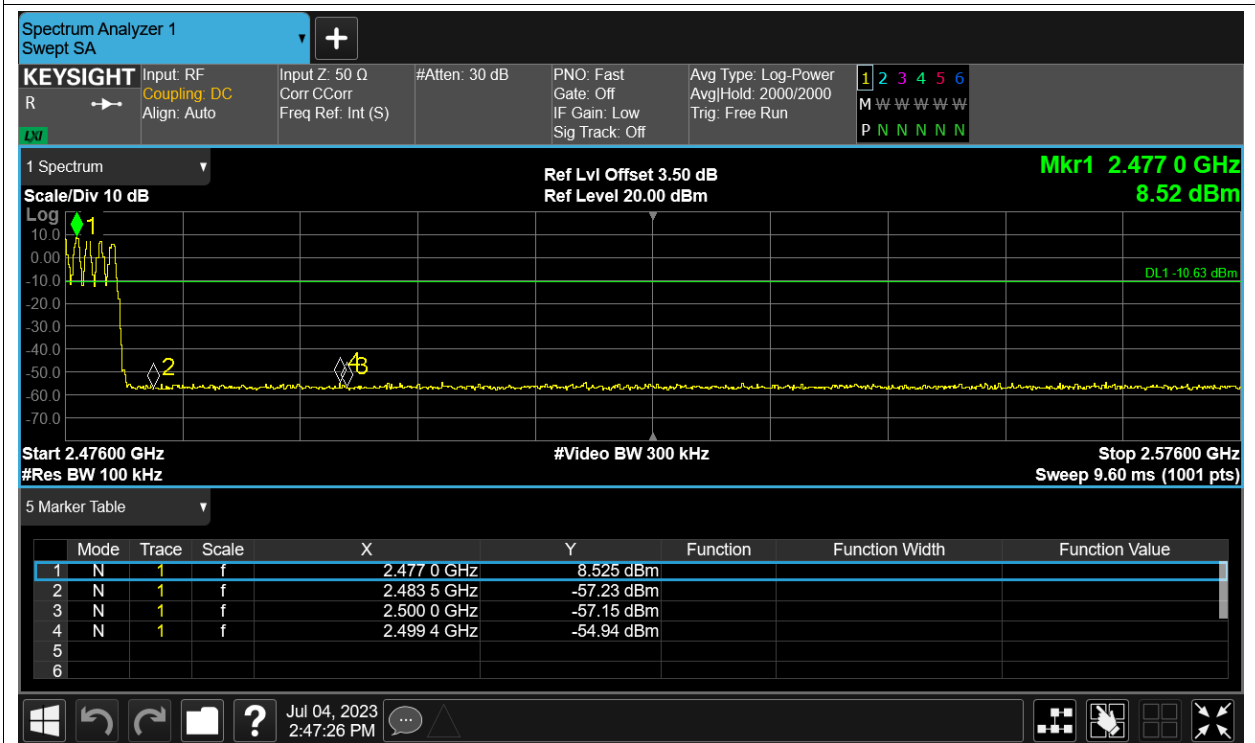 Spectrum Analyzer 1
Swept SA
KEYSIGHT
R
LXI
Input: RF
Coupling: DC
Align: Auto
Input Z: 50 Ω
Corr CCorr
Freq Ref: Int (S)
#Atten: 30 dB
PNO: Fast
Gate: Off
IF Gain: Low
Sig Track: Off
Avg Type: Log-Power
Avg|Hold: 2000/2000
Trig: Free Run
1 2 3 4 5 6
M W W W W W
P N N N N N N
1 Spectrum
Scale/Div 10 dB
Ref Lvl Offset 3.50 dB
Ref Level 20.00 dBm
Mkr1 2.477 0 GHz
8.52 dBm
Log
10.0
0.00
-10.0
-20.0
-30.0
-40.0
-50.0
-60.0
-70.0
1
2
4
3
DL1 -10.63 dBm
Start 2.47600 GHz
#Video BW 300 kHz
Stop 2.57600 GHz
#Res BW 100 kHz
Sweep 9.60 ms (1001 pts)
5 Marker Table
Mode Trace Scale X Y Function Function Width Function Value
1 N 1 f 2.477 0 GHz 8.525 dBm
2 N 1 f 2.483 5 GHz -57.23 dBm
3 N 1 f 2.500 0 GHz -57.15 dBm
4 N 1 f 2.499 4 GHz -54.94 dBm
5
6
?
Jul 04, 2023
2:47:26 PM